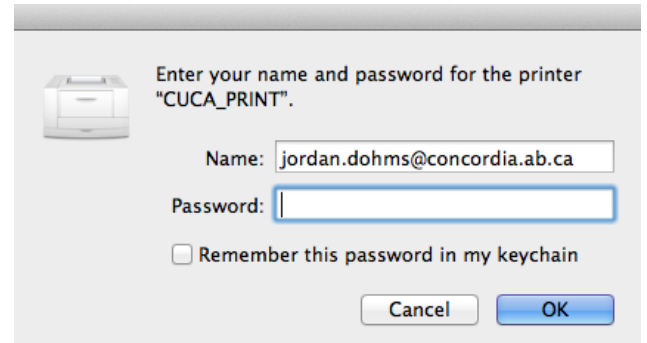 Enter your name and password for the printer
“CUCA_PRINT”.
Name: jordan.dohms@concordia.ab.ca
Password:
Remember this password in my keychain
Cancel OK